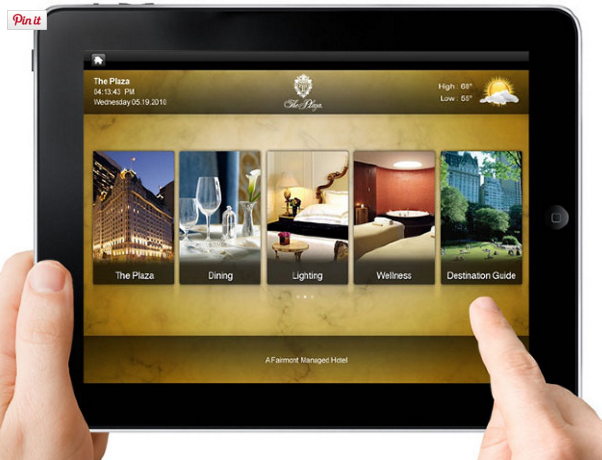 Pin it
The Plaza
04:13:43 PM
Wednesday 05.19.2010
The Plaza
High : 68°
Low : 56°
The Plaza
Dining
Lighting
Wellness
Destination Guide
A Fairmont Managed Hotel